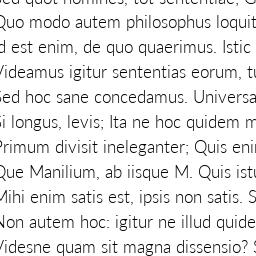 Sed quot homines, tot sententiae;
Quo modo autem philosophus loquit
id est enim, de quo quaerimus. Istic
Videamus igitur sententias eorum, tu
Sed hoc sane concedamus. Universa
Si longus, levis; Ita ne hoc quidem m
Primum divisit ineleganter; Quis eni
Que Manilium, ab iisque M. Quis istu
Mihi enim satis est, ipsis non satis. S
Non autem hoc: igitur ne illud quide
Videsne quam sit magna dissensio? S